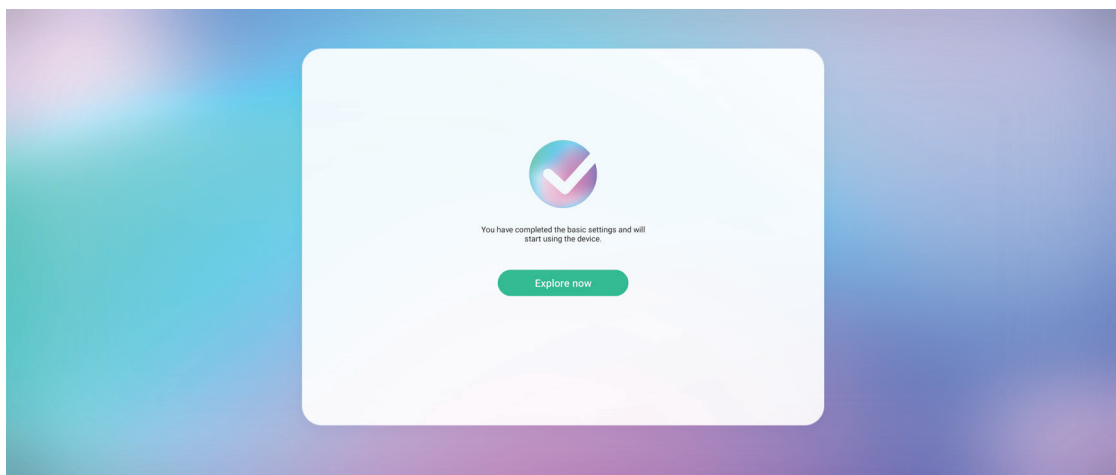 You have completed the basic settings and will
start using the device.
Explore now